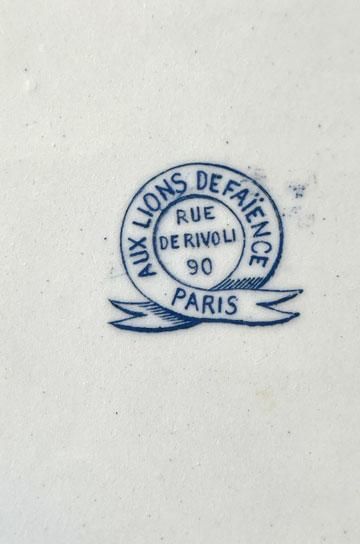 AUX LIONS DE FAÏENCE
RUE
DE RIVOLI
90
PARIS